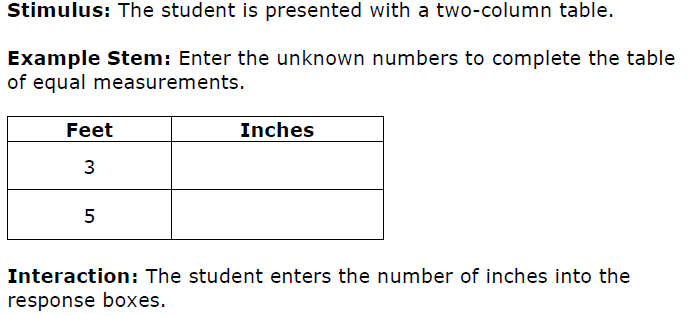 Stimulus: The student is presented with a two-column table.
Example Stem: Enter the unknown numbers to complete the table
of equal measurements.
Feet Inches
3
5
Interaction: The student enters the number of inches into the
response boxes.